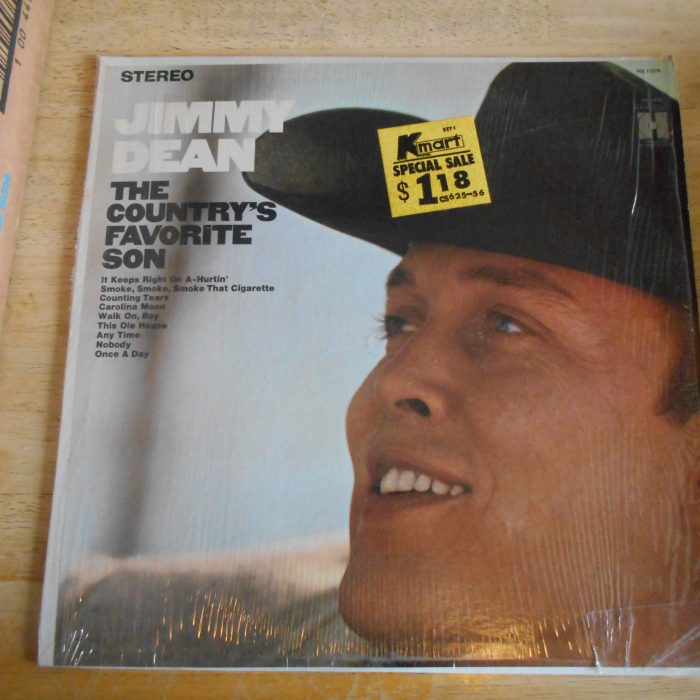 STEREO
JIMMY
DEAN
THE
COUNTRY'S
FAVORITE
SON
It Keeps Right On A-Hurtin'
Smoke, Smoke, Smoke That Cigarette
Counting Tears
Carolina Moon
Walk On, Boy
This Ole House
Any Time
Nobody
Once A Day
Kmart
SPECIAL SALE
$ 1 18